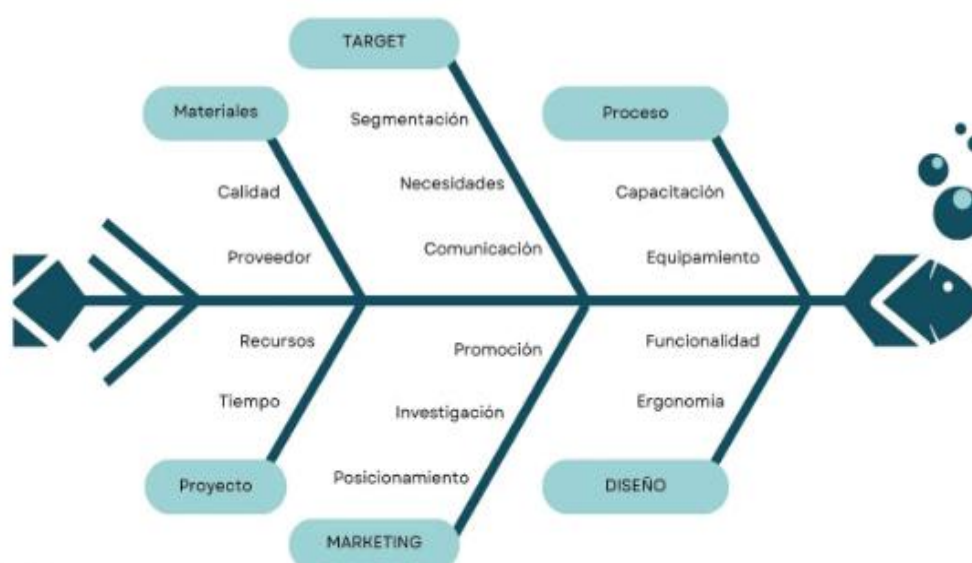 TARGET
Materiales
Proceso
Segmentación
Calidad
Necesidades
Capacitación
Comunicación
Proveedor
Equipamiento
Recursos
Promoción
Funcionalidad
Tiempo
Investigación
Ergonomia
Posicionamiento
Proyecto
DISEÑO
MARKETING